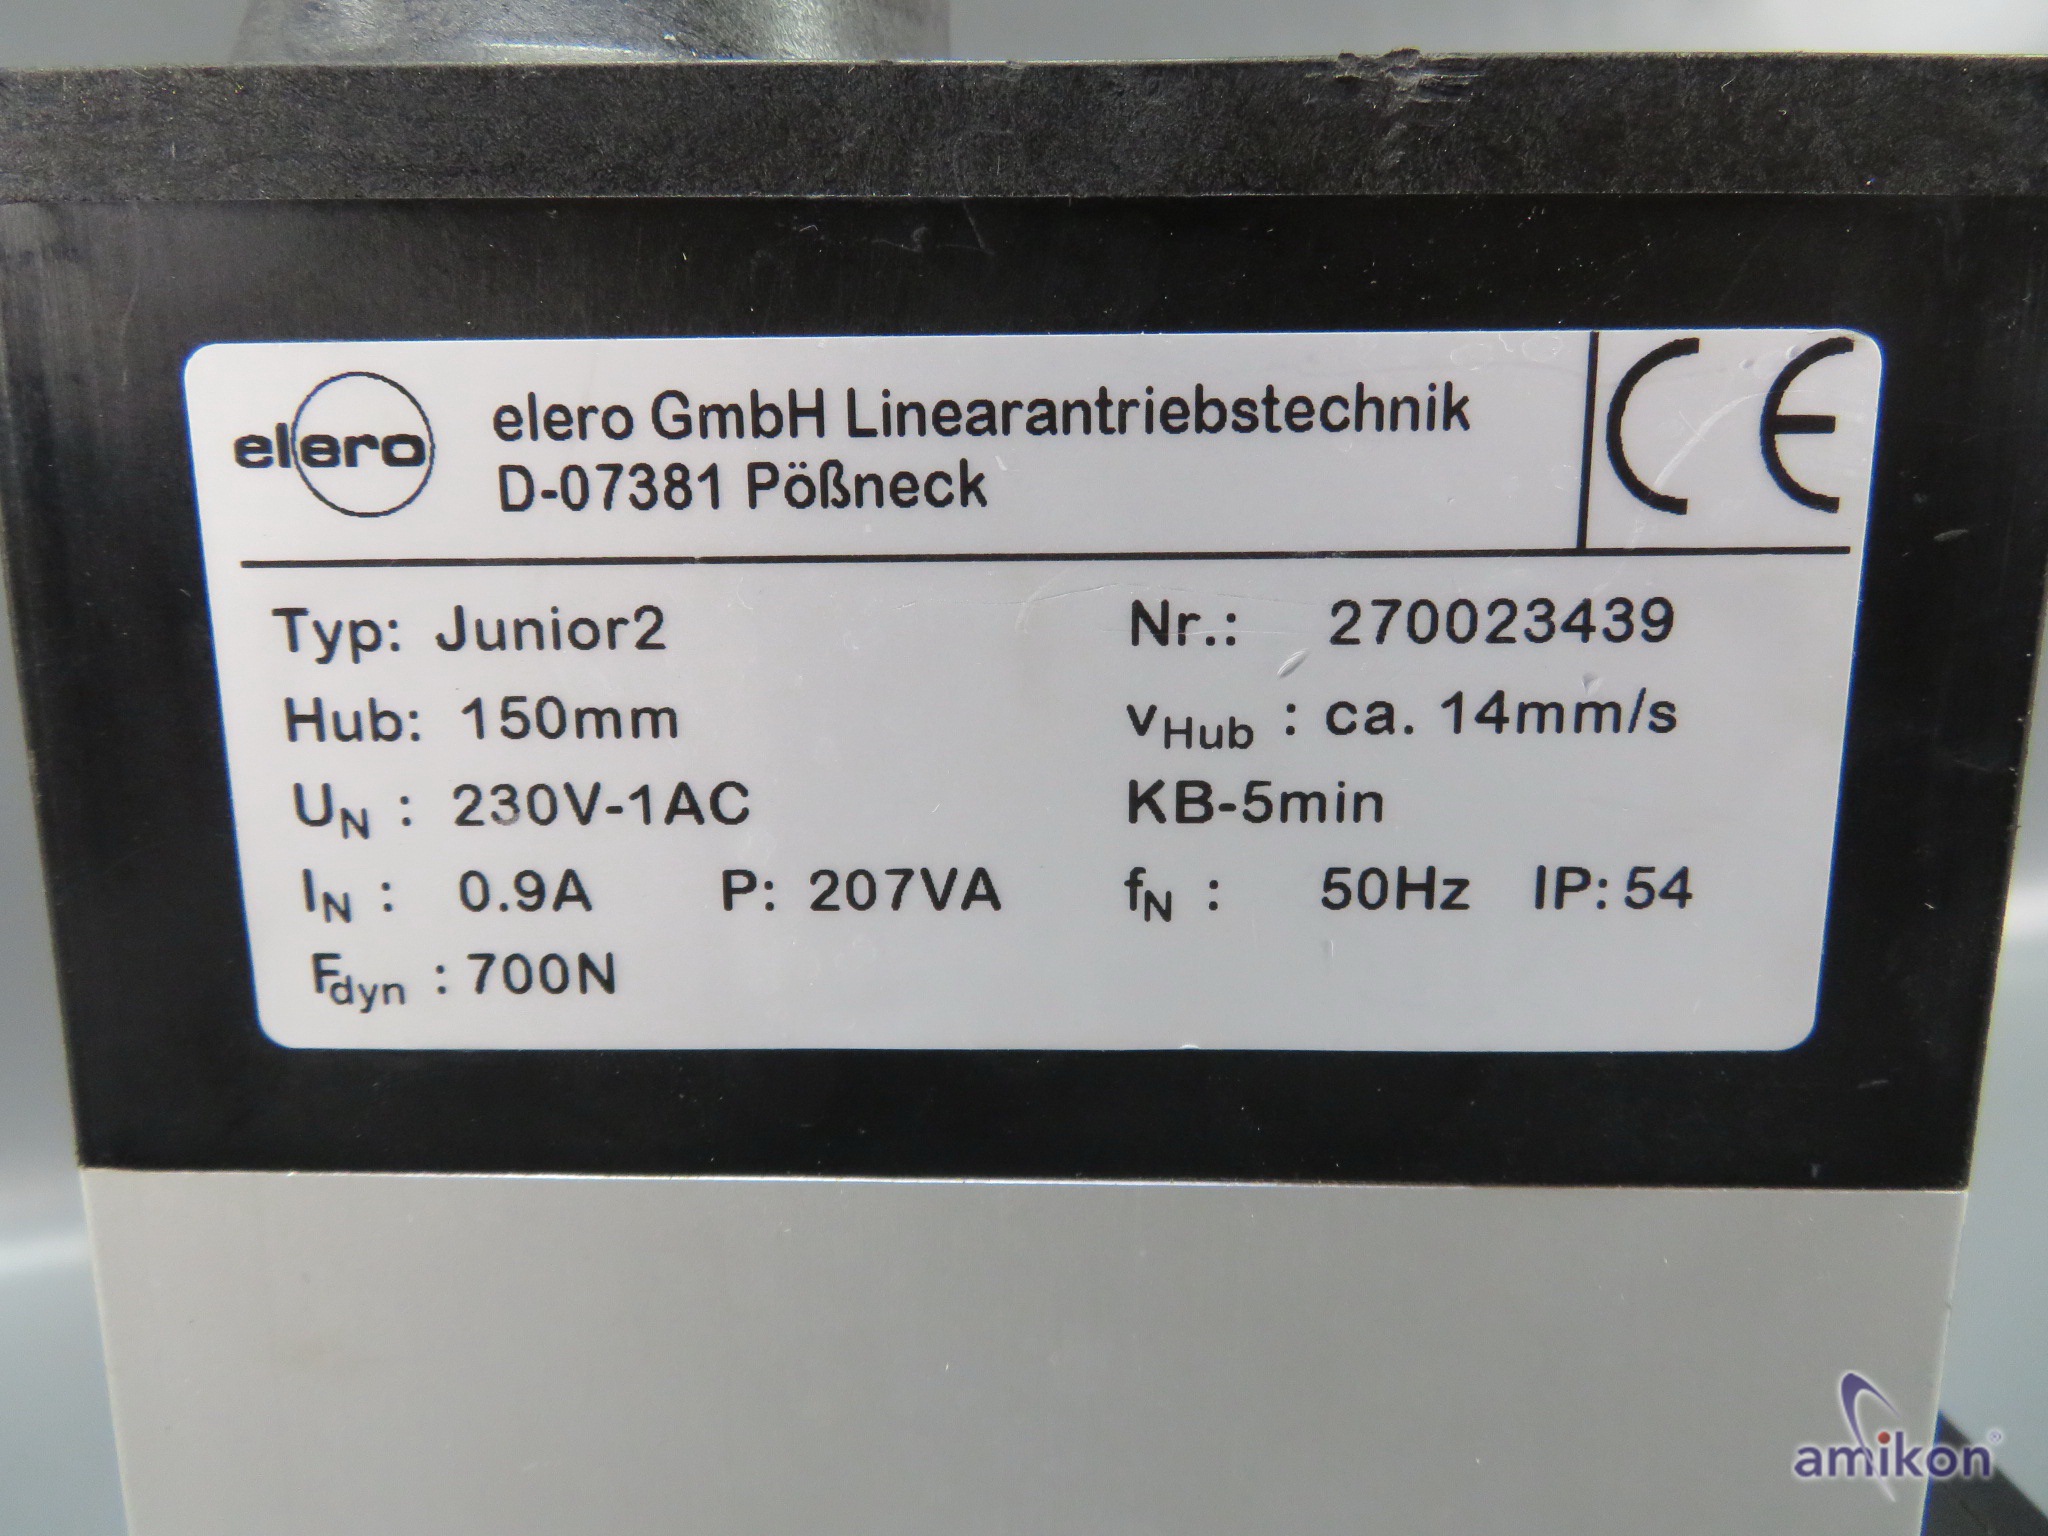 elero
elero GmbH Linearantriebstechnik
D-07381 Pößneck
CE
Typ: Junior2
Nr.: 270023439
Hub: 150mm
vHub : ca. 14mm/s
UN : 230V-1AC
KB-5min
IN : 0.9A P: 207VA
fN : 50Hz IP: 54
Fdyn : 700N
amikon®